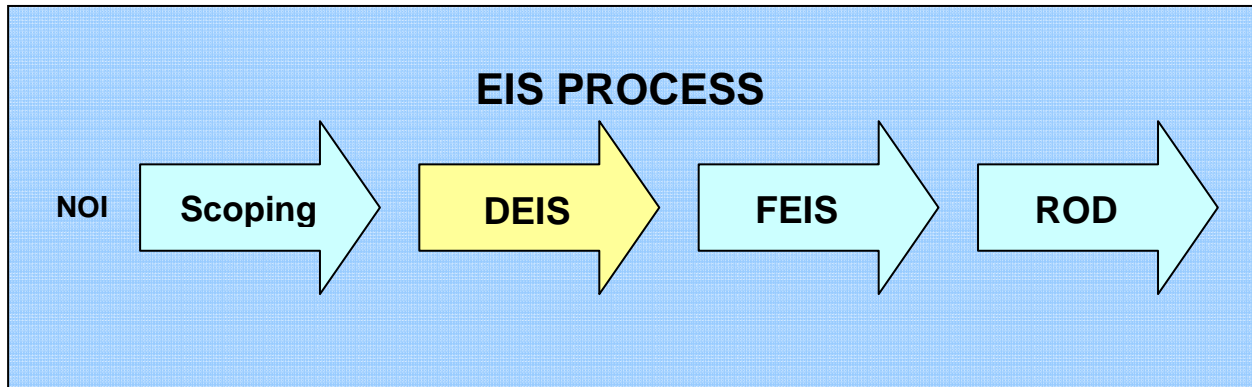 EIS PROCESS
NOI
Scoping
DEIS
FEIS
ROD